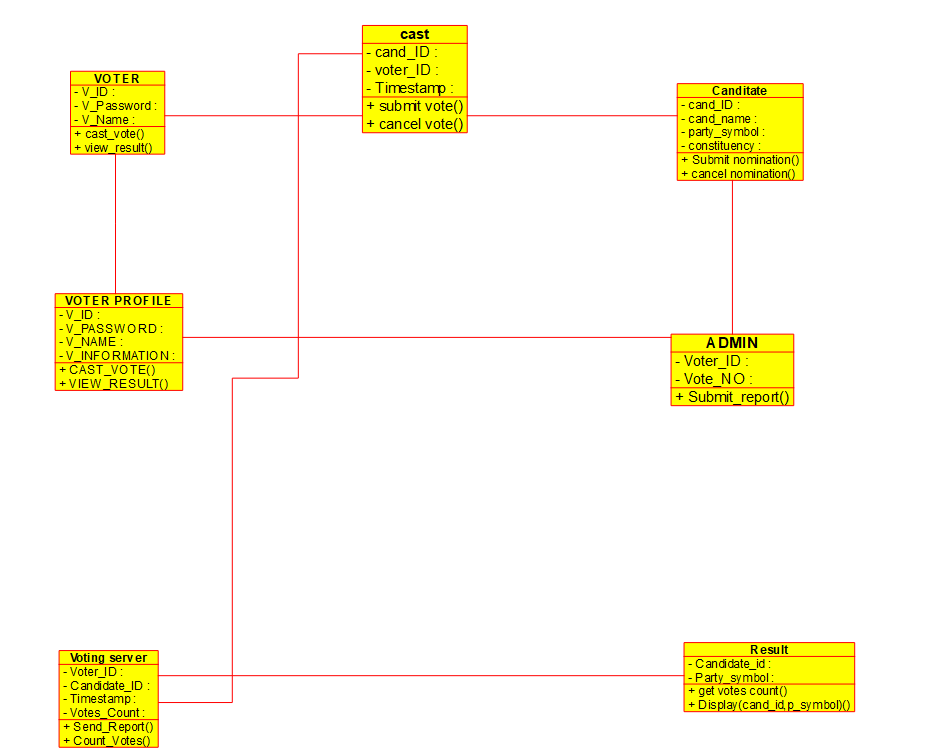 cast
- cand_ID :
- voter_ID :
- Timestamp :
+ submit vote()
+ cancel vote()
VOTER
- V_ID :
- V_Password :
- V_Name :
+ cast_vote()
+ view_result()
Canditate
- cand_ID :
- cand_name :
- party_symbol :
- constituency :
+ Submit nomination()
+ cancel nomination()
VOTER PROFILE
- V_ID :
- V_PASSWORD :
- V_NAME :
- V_INFORMATION :
+ CAST_VOTE()
+ VIEW_RESULT()
ADMIN
- Voter_ID :
- Vote_NO :
+ Submit_report()
Voting server
- Voter_ID :
- Candidate_ID :
- Timestamp :
- Votes_Count :
+ Send_Report()
+ Count_Votes()
Result
- Candidate_id :
- Party_symbol :
+ get votes count()
+ Display(cand_id,p_symbol)()